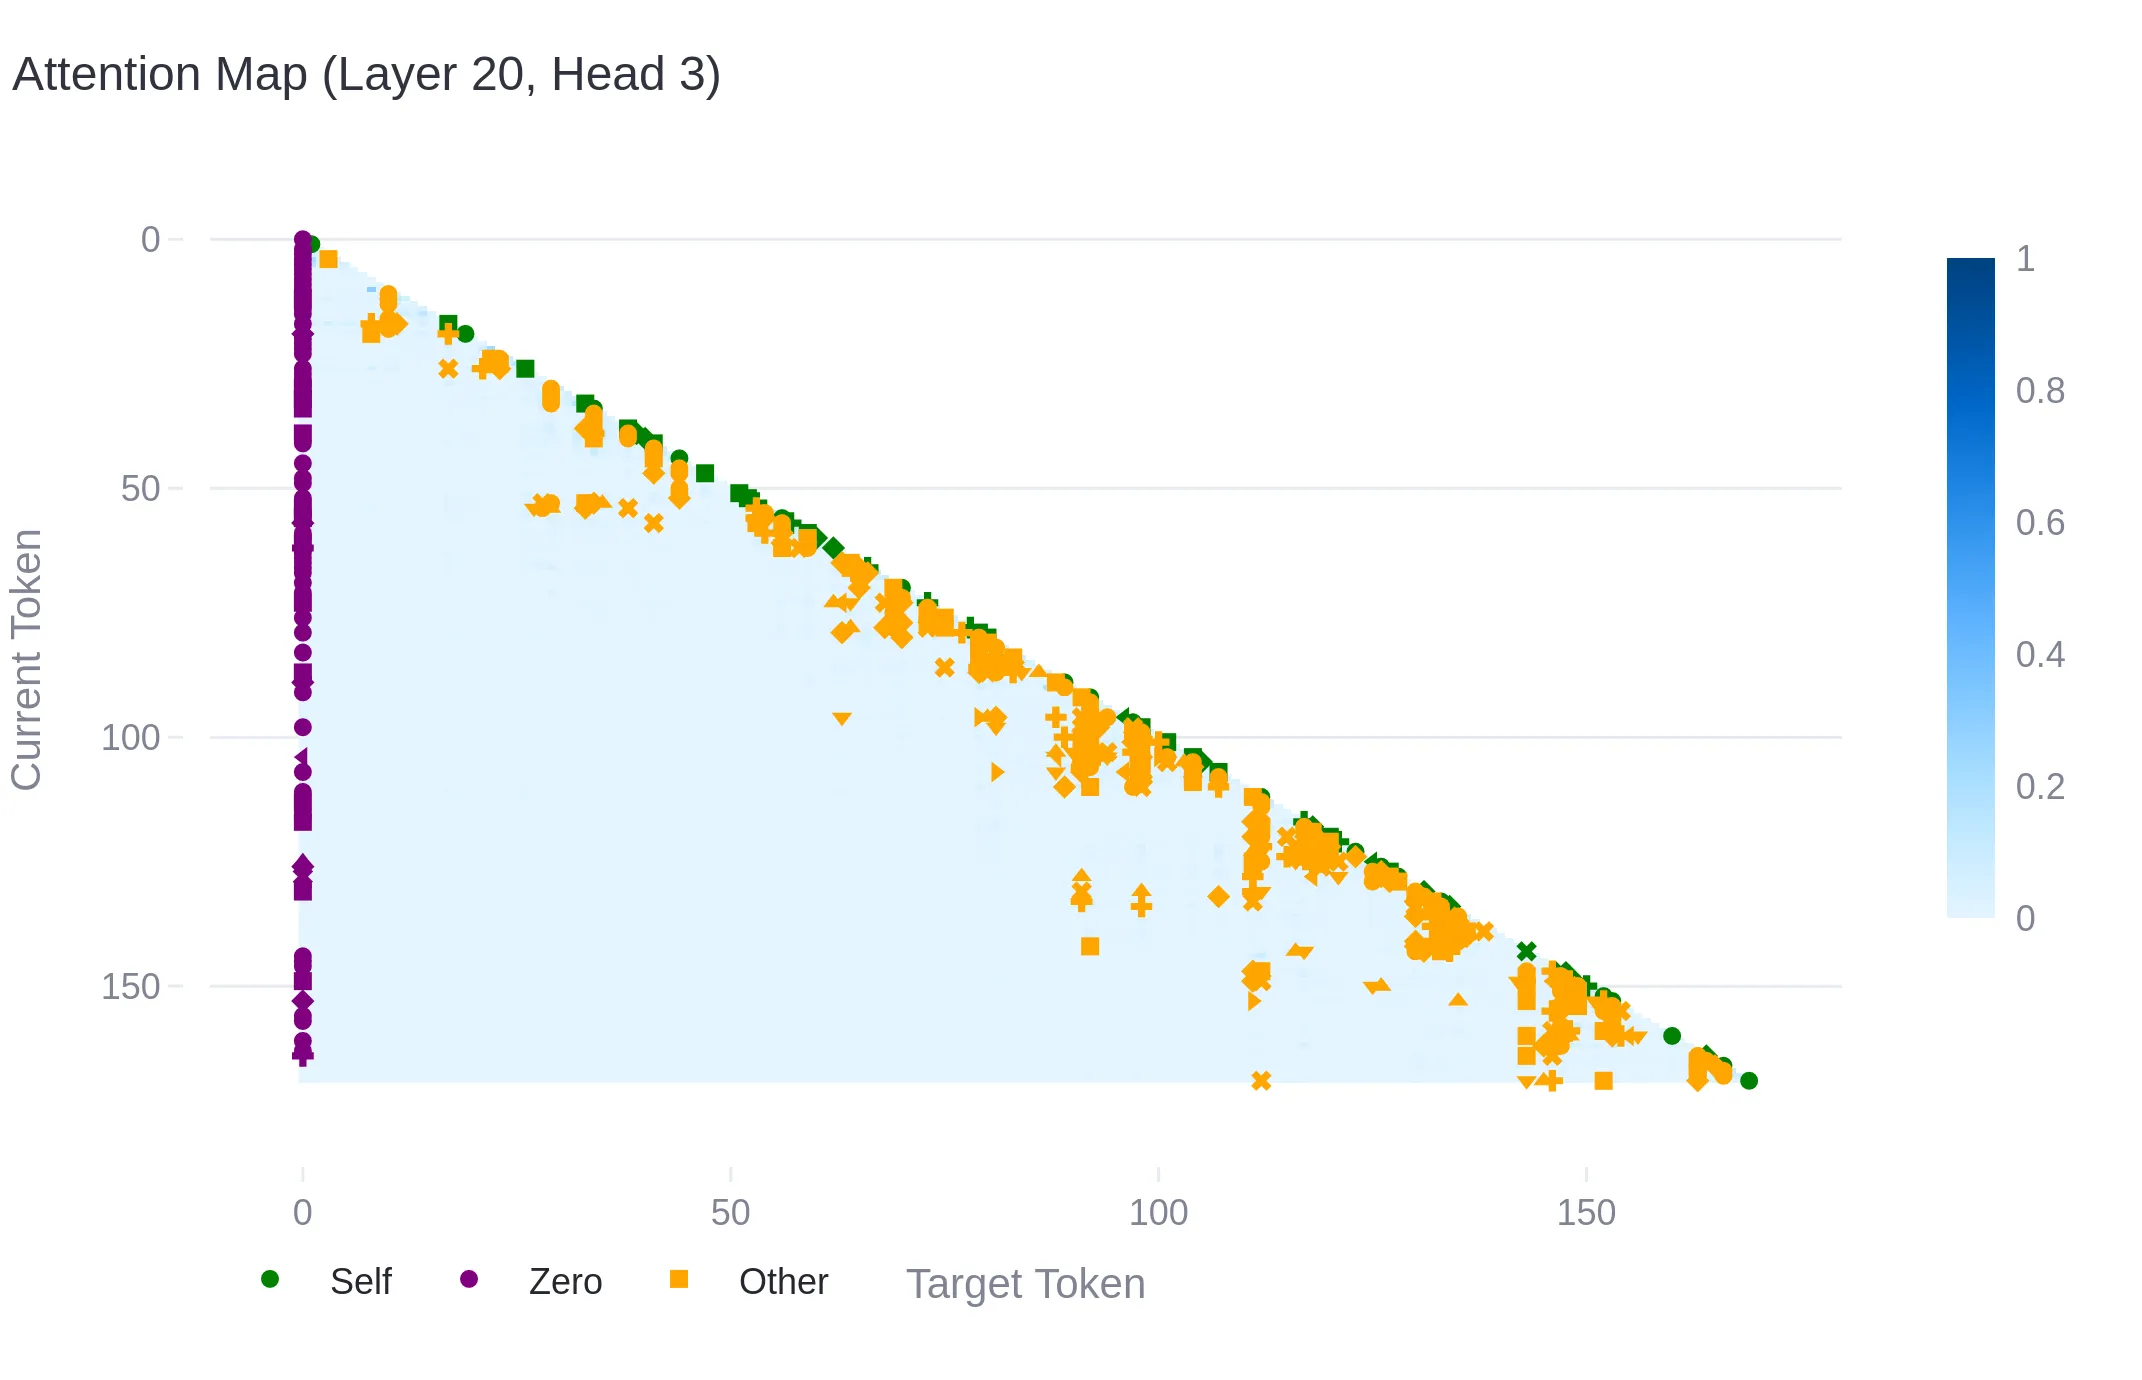 Attention Map (Layer 20, Head 3)
0
50
100
150
Current Token
1
0.8
0.6
0.4
0.2
0
0 50 100 150
Self Zero Other
Target Token